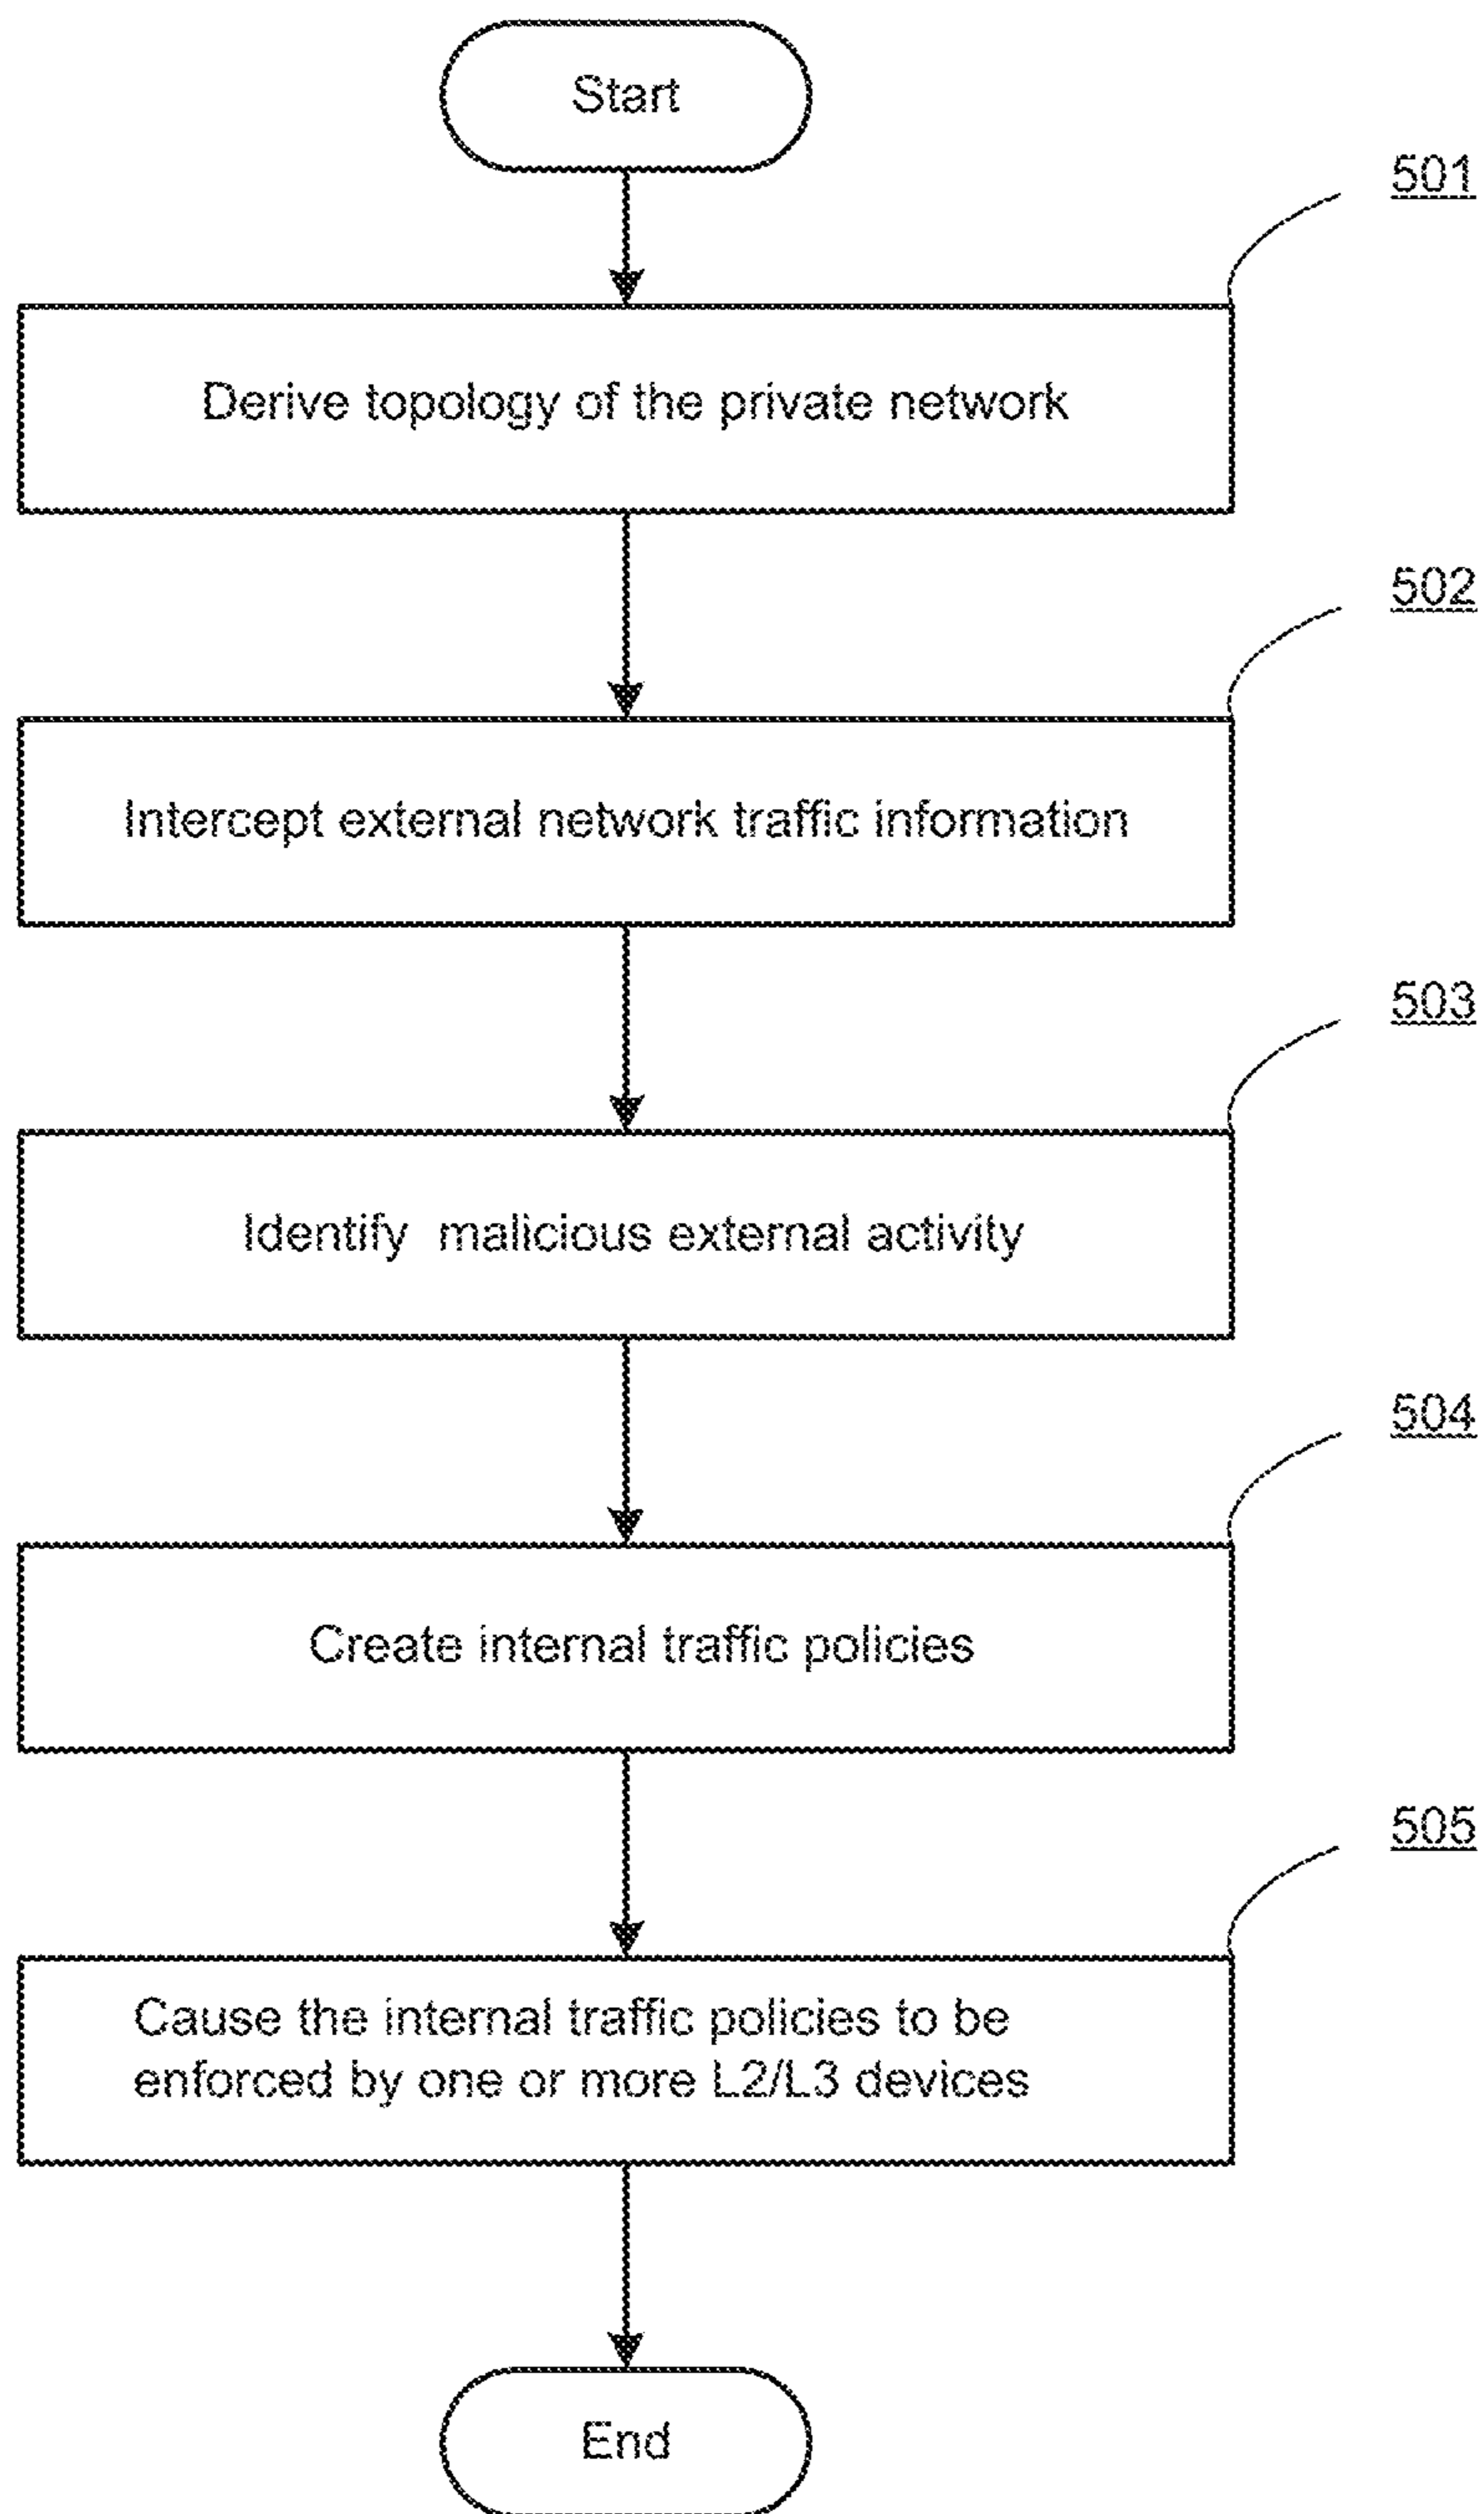 Start
501
Derive topology of the private network
502
Intercept external network traffic information
503
Identify malicious external activity
504
Create internal traffic policies
505
Cause the internal traffic policies to be
enforced by one or more L2/L3 devices
End